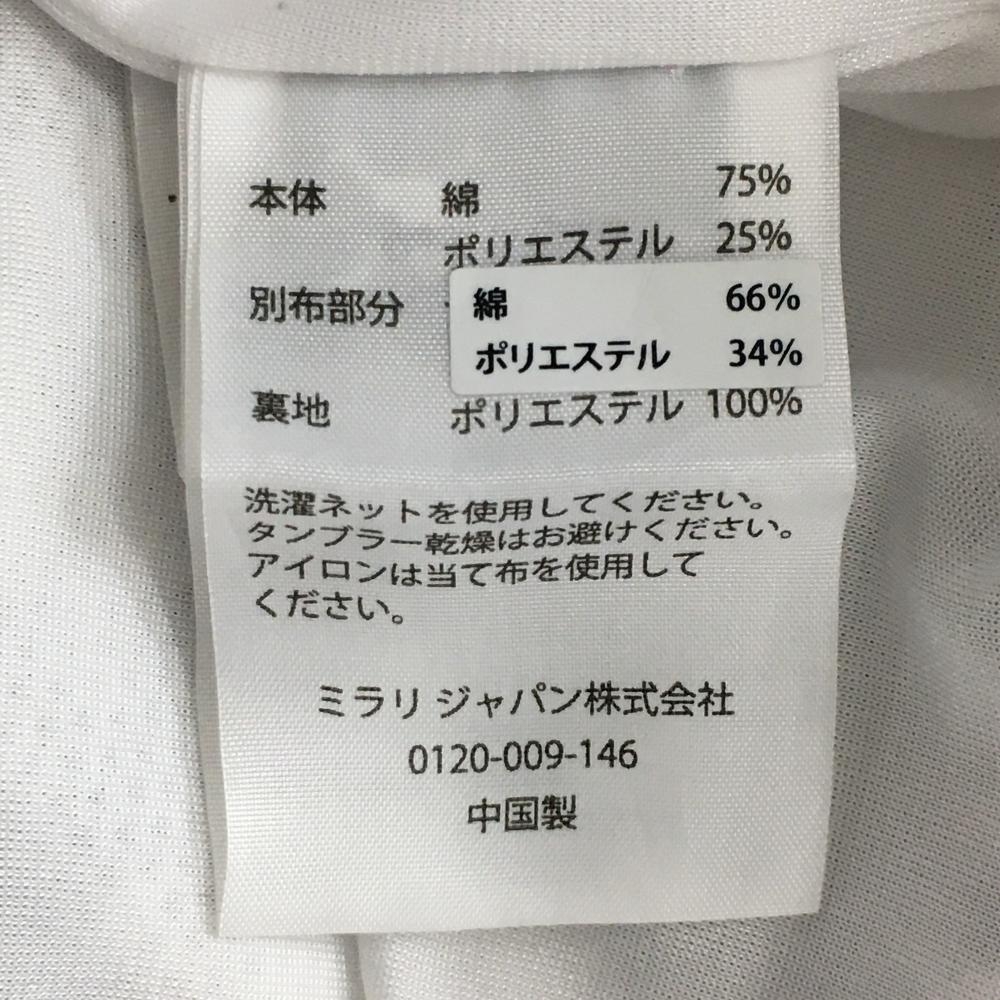 本体 綿 75%
ポリエステル 25%
別布部分 綿 66%
ポリエステル 34%
裏地 ポリエステル 100%
洗濯ネットを使用してください。
タンブラー乾燥はお避けください。
アイロンは当て布を使用して
ください。
ミラリ ジャパン株式会社
0120-009-146
中国製